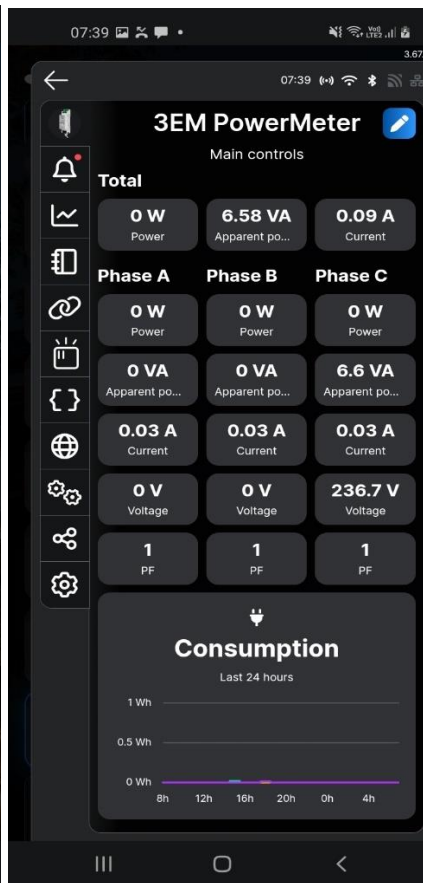 07:39
Vo))
LTE2
3.67
07:39
3EM PowerMeter
Main controls
Total
0 W 6.58 VA 0.09 A
Power Apparent po... Current
Phase A Phase B Phase C
0 W 0 W 0 W
Power Power Power
0 VA 0 VA 6.6 VA
Apparent po... Apparent po... Apparent po...
0.03 A 0.03 A 0.03 A
Current Current Current
0 V 0 V 236.7 V
Voltage Voltage Voltage
1 1 1
PF PF PF
Consumption
Last 24 hours
1 Wh
0.5 Wh
0 Wh
8h 12h 16h 20h 0h 4h